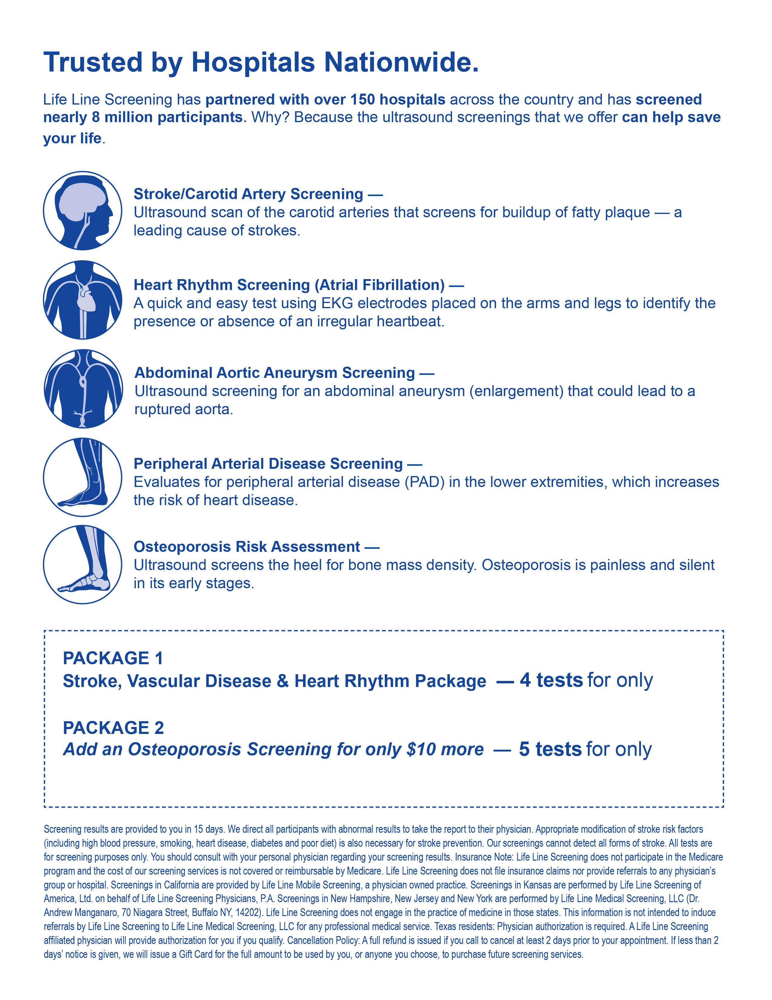 Trusted by Hospitals Nationwide.
Life Line Screening has partnered with over 150 hospitals across the country and has screened
nearly 8 million participants. Why? Because the ultrasound screenings that we offer can help save
your life.
Stroke/Carotid Artery Screening —
Ultrasound scan of the carotid arteries that screens for buildup of fatty plaque — a
leading cause of strokes.
Heart Rhythm Screening (Atrial Fibrillation) —
A quick and easy test using EKG electrodes placed on the arms and legs to identify the
presence or absence of an irregular heartbeat.
Abdominal Aortic Aneurysm Screening —
Ultrasound screening for an abdominal aneurysm (enlargement) that could lead to a
ruptured aorta.
Peripheral Arterial Disease Screening —
Evaluates for peripheral arterial disease (PAD) in the lower extremities, which increases
the risk of heart disease.
Osteoporosis Risk Assessment —
Ultrasound screens the heel for bone mass density. Osteoporosis is painless and silent
in its early stages.
PACKAGE 1
Stroke, Vascular Disease & Heart Rhythm Package — 4 tests for only
PACKAGE 2
Add an Osteoporosis Screening for only $10 more — 5 tests for only
Screening results are provided to you in 15 days. We direct all participants with abnormal results to take the report to their physician. Appropriate modification of stroke risk factors
(including high blood pressure, smoking, heart disease, diabetes and poor diet) is also necessary for stroke prevention. Our screenings cannot detect all forms of stroke. All tests are
for screening purposes only. You should consult with your personal physician regarding your screening results. Insurance Note: Life Line Screening does not participate in the Medicare
program and the cost of our screening services is not covered or reimbursable by Medicare. Life Line Screening does not file insurance claims nor provide referrals to any physician’s
group or hospital. Screenings in California are provided by Life Line Mobile Screening, a physician owned practice. Screenings in Kansas are performed by Life Line Screening of
America, Ltd. on behalf of Life Line Screening Physicians, P.A. Screenings in New Hampshire, New Jersey and New York are performed by Life Line Medical Screening, LLC (Dr.
Andrew Manganaro, 70 Niagara Street, Buffalo NY, 14202). Life Line Screening does not engage in the practice of medicine in those states. This information is not intended to induce
referrals by Life Line Screening to Life Line Medical Screening, LLC for any professional medical service. Texas residents: Physician authorization is required. A Life Line Screening
affiliated physician will provide authorization for you if you qualify. Cancellation Policy: A full refund is issued if you call to cancel at least 2 days prior to your appointment. If less than 2
days’ notice is given, we will issue a Gift Card for the full amount to be used by you, or anyone you choose, to purchase future screening services.